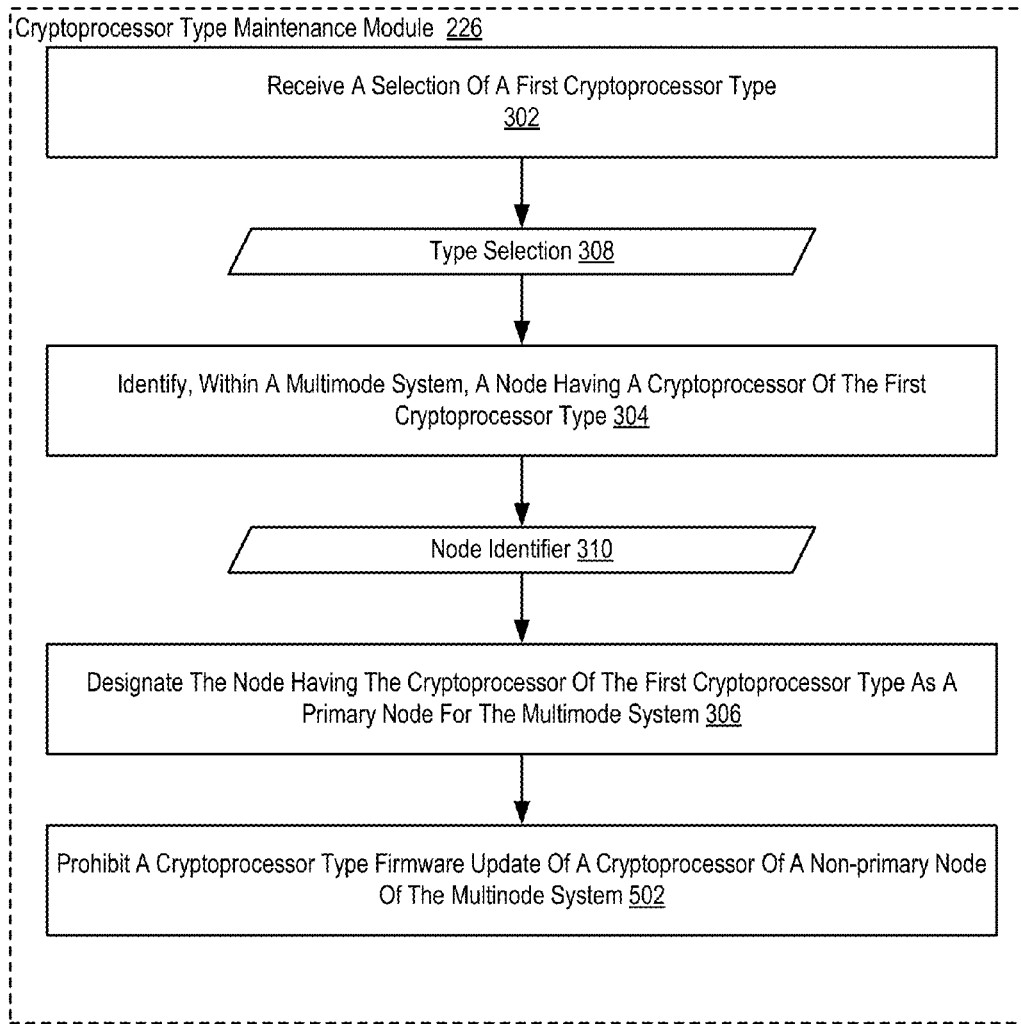 Cryptoprocessor Type Maintenance Module 226
Receive A Selection Of A First Cryptoprocessor Type
302
Type Selection 308
Identify, Within A Multimode System, A Node Having A Cryptoprocessor Of The First
Cryptoprocessor Type 304
Node Identifier 310
Designate The Node Having The Cryptoprocessor Of The First Cryptoprocessor Type As A
Primary Node For The Multimode System 306
Prohibit A Cryptoprocessor Type Firmware Update Of A Cryptoprocessor Of A Non-primary Node
Of The Multinode System 502